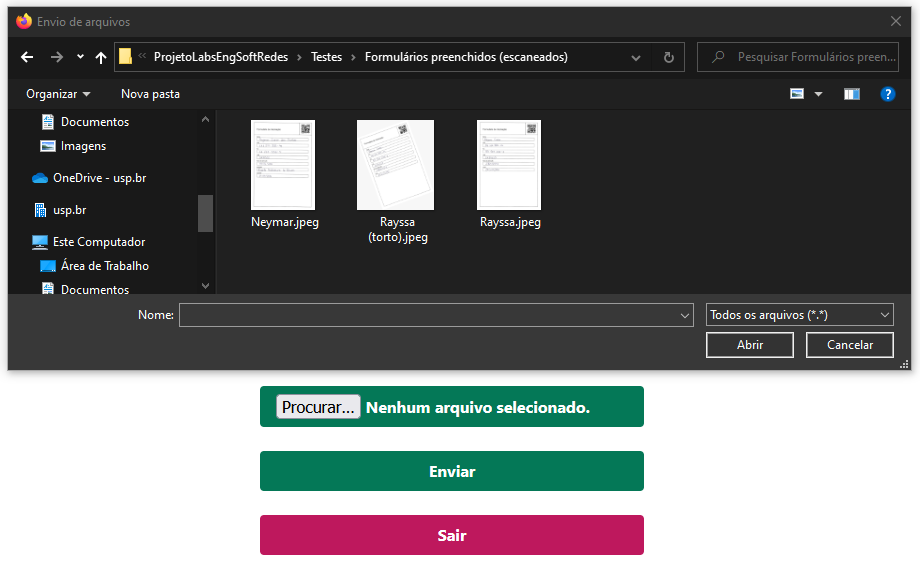 Envio de arquivos
ProjetoLabsEngSoftRedes > Testes > Formulários preenchidos (escaneados)
Pesquisar Formulários preen...
Organizar
Nova pasta
Documentos
Imagens
OneDrive - usp.br
usp.br
Este Computador
Área de Trabalho
Documentos
Neymar.jpeg
Rayssa
(torto).jpeg
Rayssa.jpeg
Nome:
Todos os arquivos (*.*)
Abrir
Cancelar
Procurar... Nenhum arquivo selecionado.
Enviar
Sair